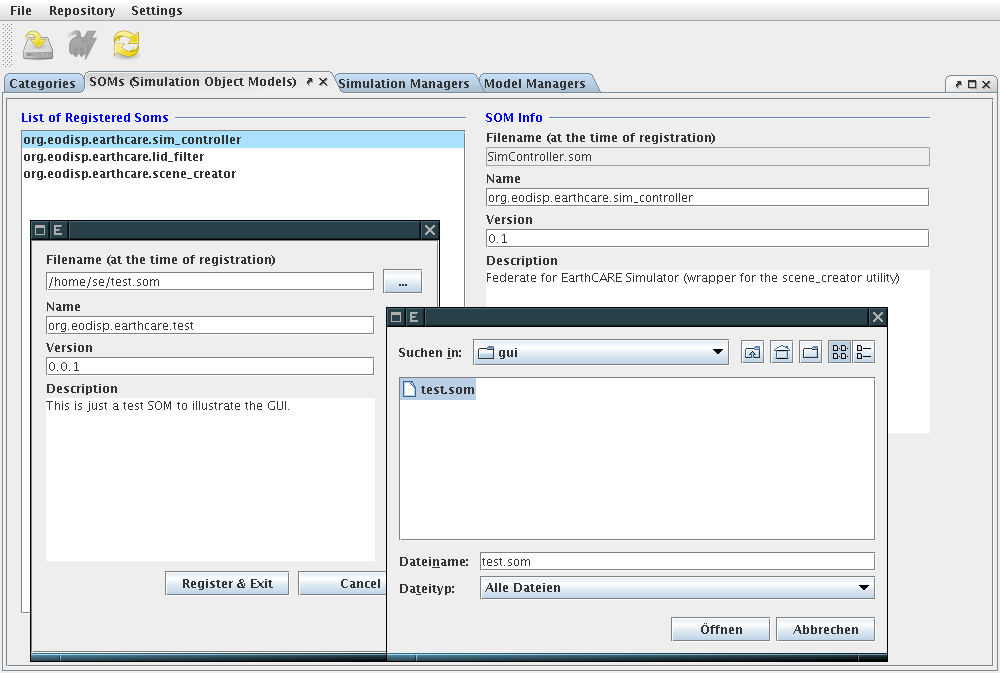 File Repository Settings
Categories SOMs (Simulation Object Models) Simulation Managers Model Managers
List of Registered Soms
org.eodisp.earthcare.sim_controller
org.eodisp.earthcare.lid_filter
org.eodisp.earthcare.scene_creator
SOM Info
Filename (at the time of registration)
SimController.som
Name
org.eodisp.earthcare.sim_controller
Version
0.1
Description
Federate for EarthCARE Simulator (wrapper for the scene_creator utility)
E
Filename (at the time of registration)
/home/se/test.som
...
Name
org.eodisp.earthcare.test
Version
0.0.1
Description
This is just a test SOM to illustrate the GUI.
Register & Exit Cancel
E
Suchen in: gui
test.som
Dateiname: test.som
Dateityp: Alle Dateien
Öffnen Abbrechen